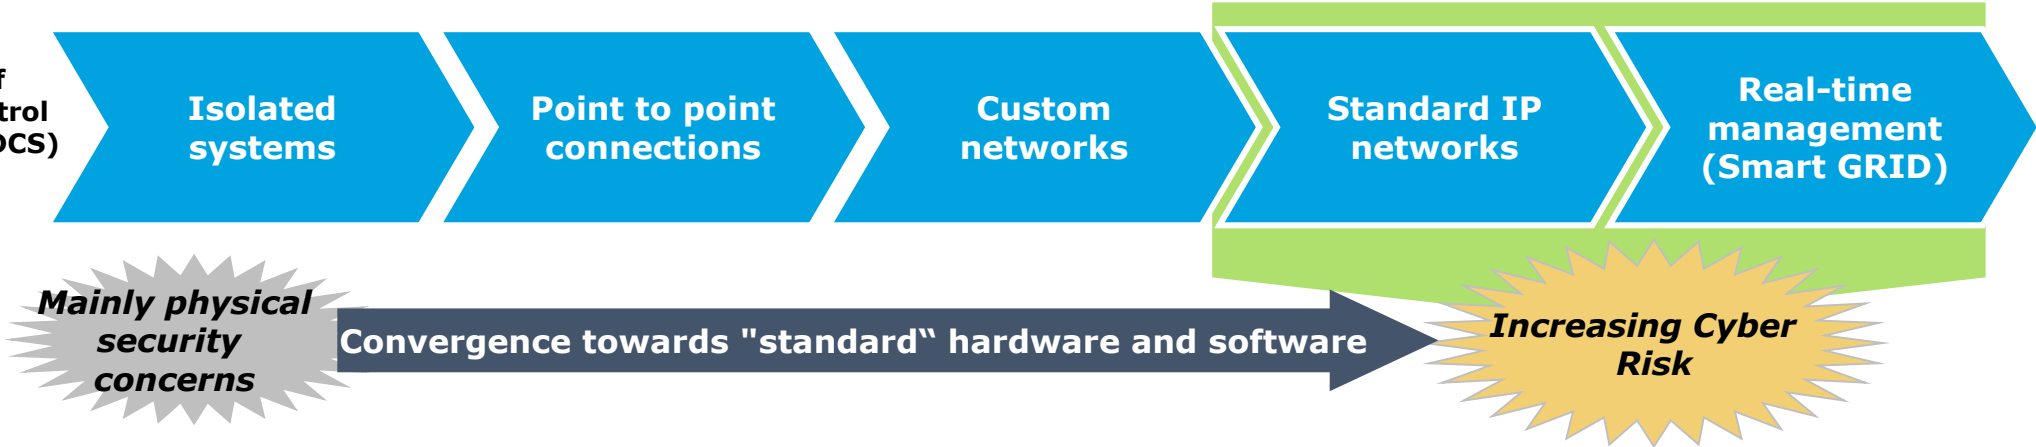 trol
Isolated
systems
Point to point
connections
Custom
networks
Standard IP
networks
Real-time
management
(Smart GRID)
Mainly physical
security
concerns
Convergence towards "standard“ hardware and software
Increasing Cyber
Risk